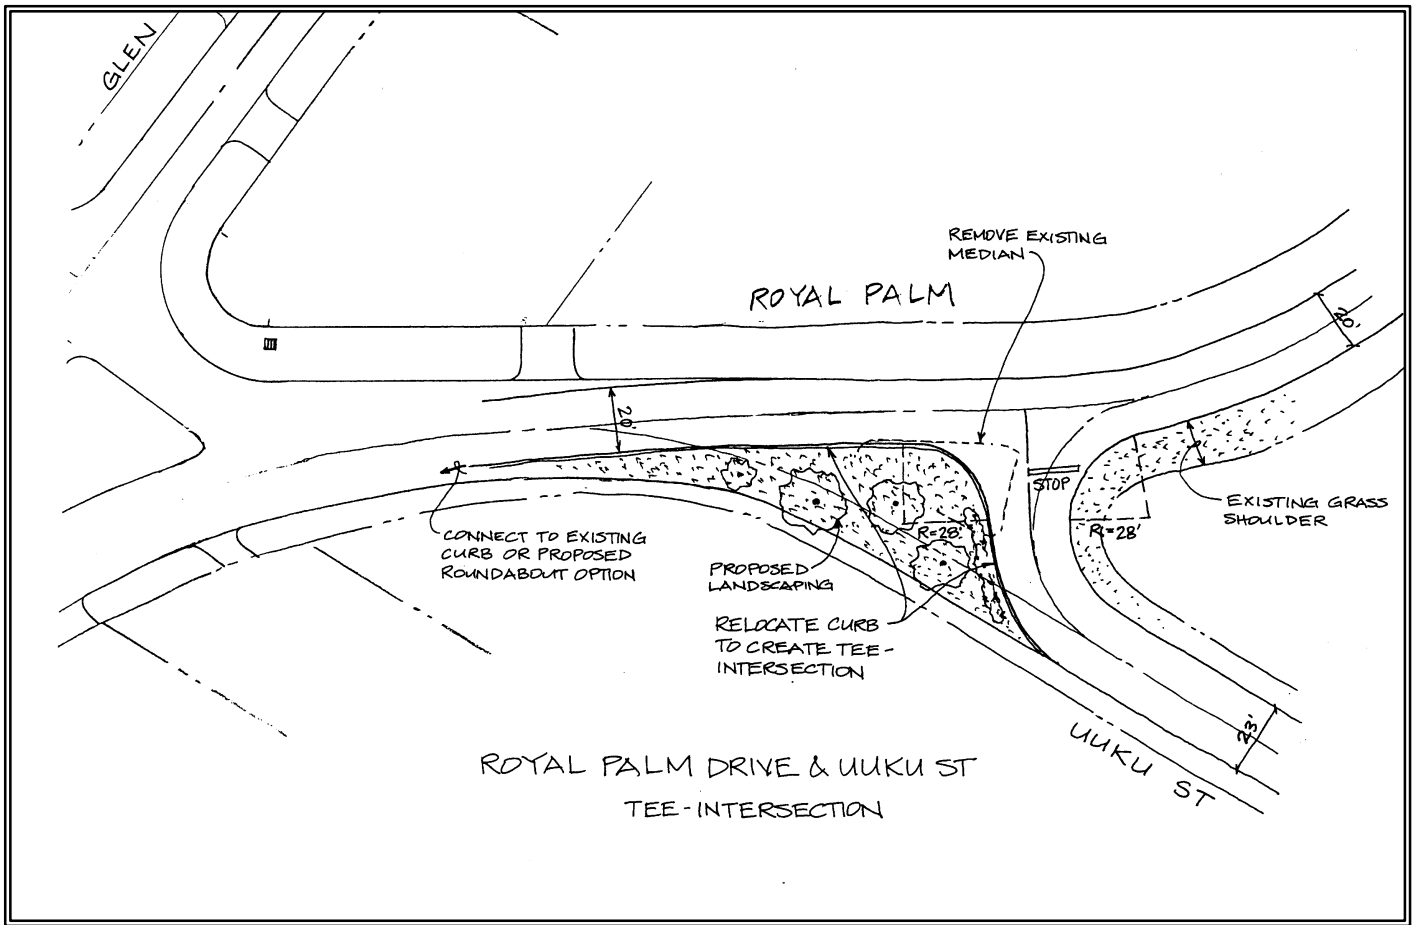 GLEN
REMOVE EXISTING
MEDIAN
ROYAL PALM
20'
20'
STOP
R=28'
R=28'
EXISTING GRASS
SHOULDER
CONNECT TO EXISTING
CURB OR PROPOSED
ROUNDABOUT OPTION
PROPOSED
LANDSCAPING
RELOCATE CURB
TO CREATE TEE-
INTERSECTION
23'
UUKU ST
ROYAL PALM DRIVE & UUKU ST
TEE-INTERSECTION